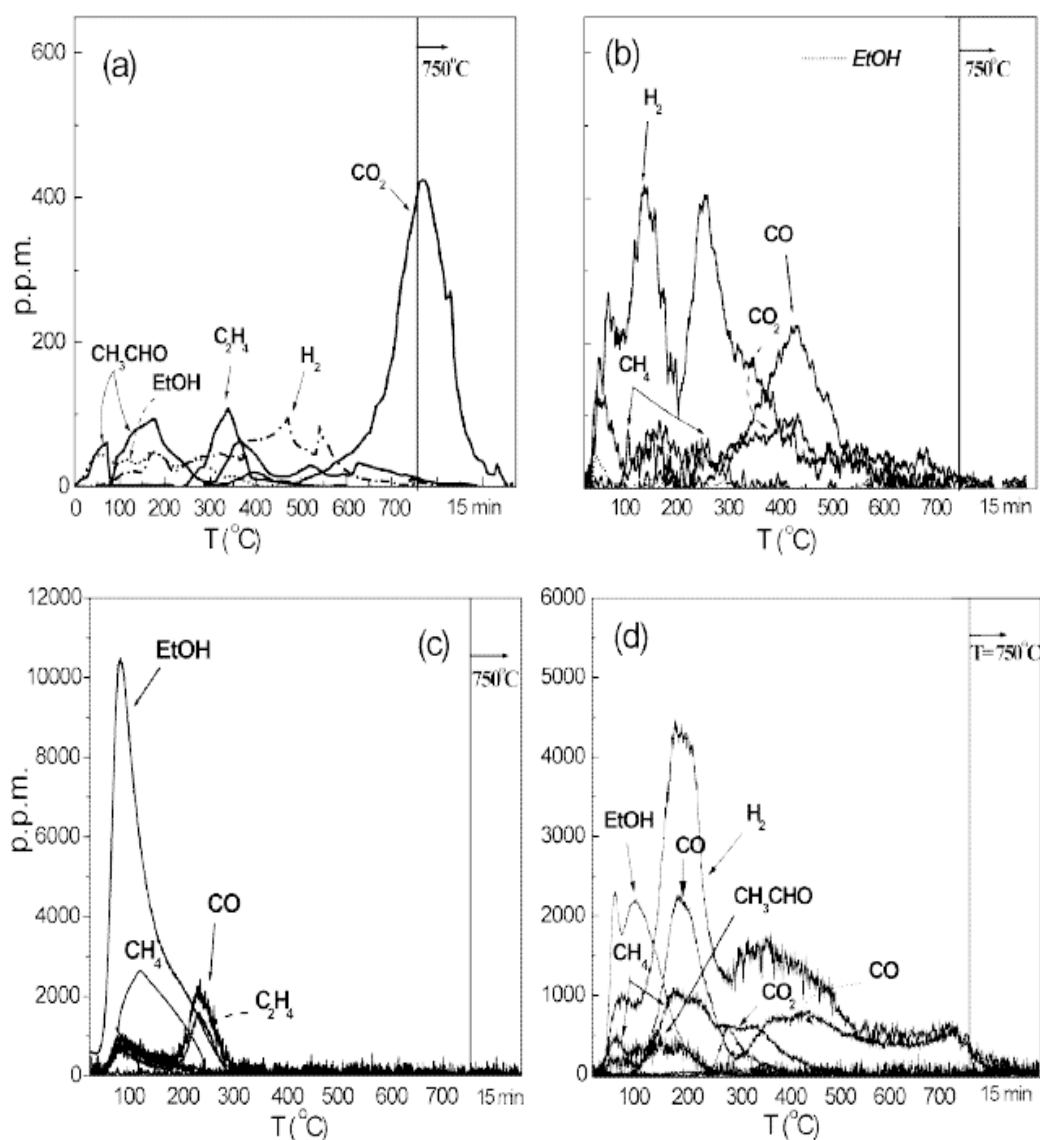 (a)
750°C
600
400
200
0
p.p.m.
CO₂
CH₃CHO
EtOH
C₂H₄
H₂
0 100 200 300 400 500 600 700 15 min
T (°C)
(b)
EtOH
750°C
H₂
CO
CO₂
CH₄
100 200 300 400 500 600 700 15 min
T (°C)
(c)
750°C
12000
10000
8000
6000
4000
2000
0
p.p.m.
EtOH
CH₄
CO
C₂H₄
100 200 300 400 500 600 700 15 min
T (°C)
(d)
T=750°C
6000
5000
4000
3000
2000
1000
0
EtOH
H₂
CO
CH₃CHO
CH₄
CO₂
CO
100 200 300 400 500 600 700 15 min
T (°C)